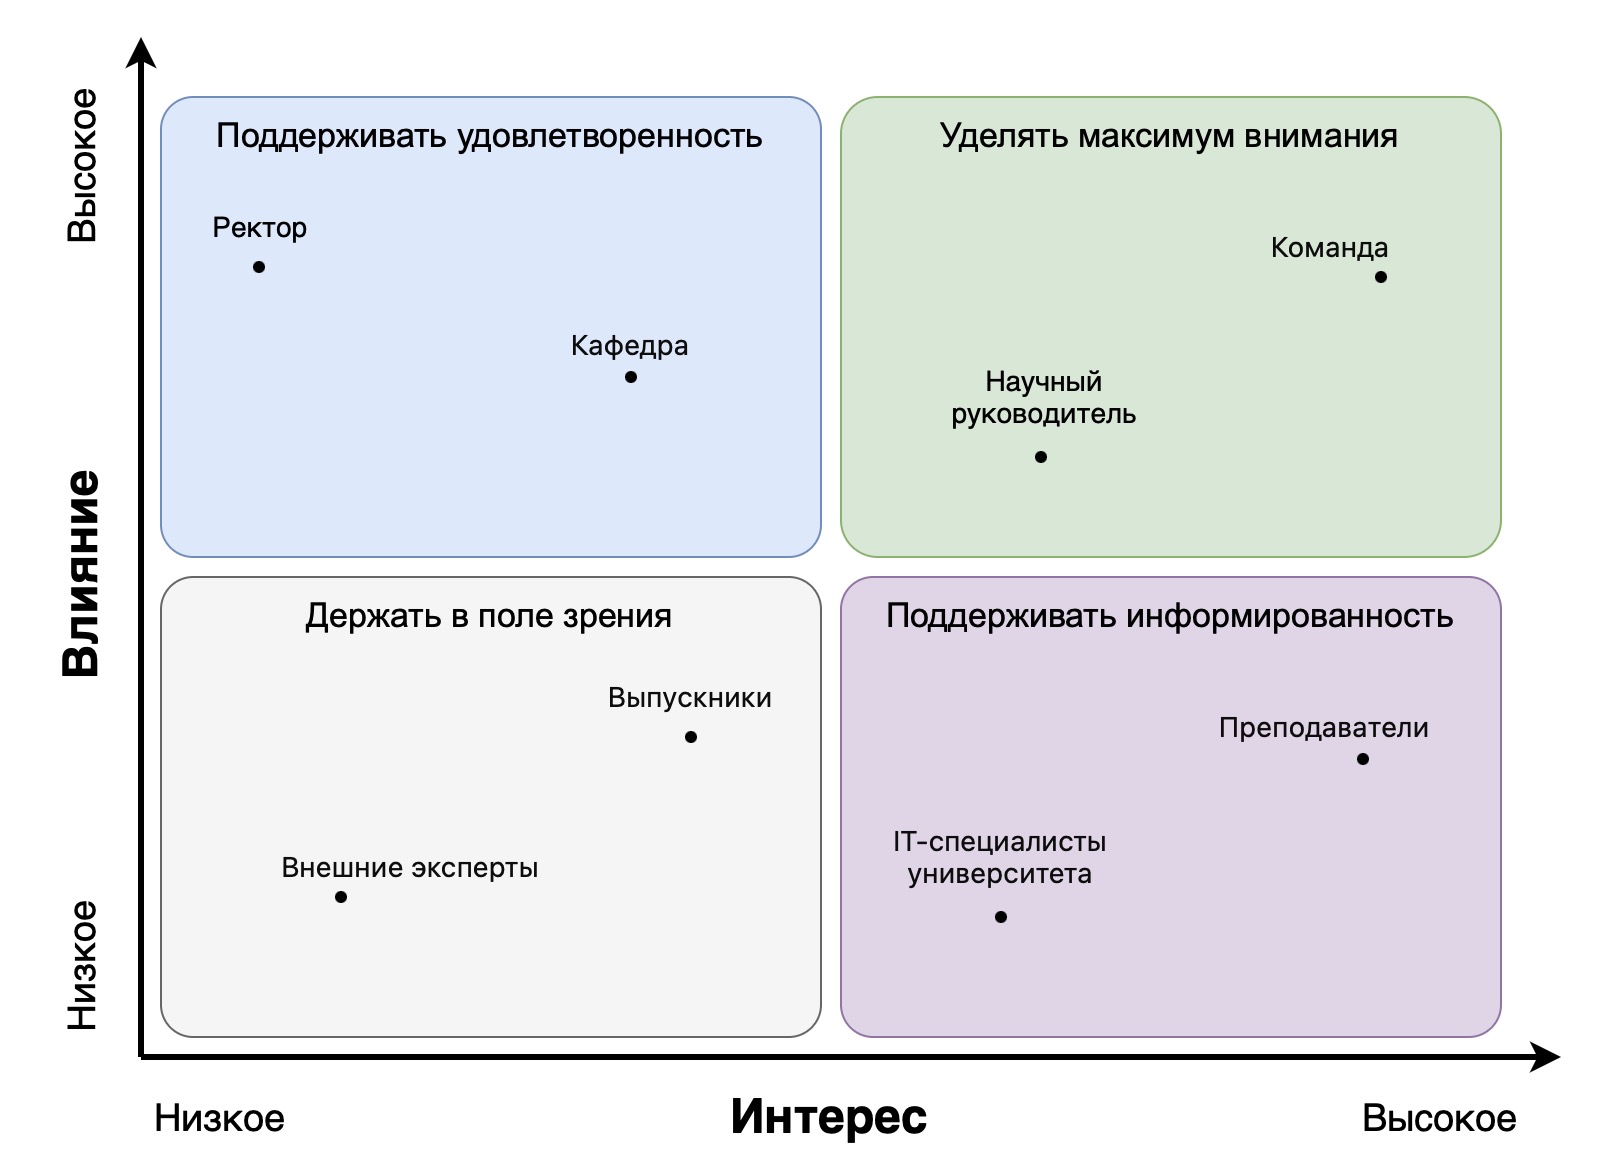 Высокое
Поддерживать удовлетворенность
Уделять максимум внимания
Ректор
Команда
Кафедра
Научный
руководитель
Влияние
Держать в поле зрения
Поддерживать информированность
Выпускники
Преподаватели
IT-специалисты
университета
Внешние эксперты
Низкое
Низкое
Интерес
Высокое